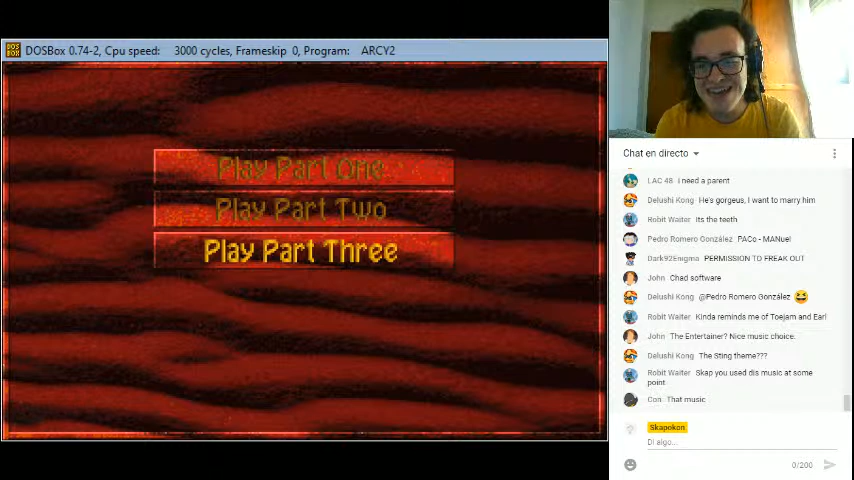 DOSBox 0.74-2, Cpu speed: 3000 cycles, Frameskip 0, Program: ARCY2
Play Part One
Play Part Two
Play Part Three
Chat en directo
LAC 48 i need a parent
Delushi Kong He's gorgeus, I want to marry him
Robit Waiter Its the teeth
Pedro Romero González PACo - MANuel
Dark92Enigma PERMISSION TO FREAK OUT
John Chad software
Delushi Kong @Pedro Romero González
Robit Waiter Kinda reminds me of Toejam and Earl
John The Entertainer? Nice music choice.
Delushi Kong The Sting theme???
Robit Waiter Skap you used dis music at some
point
Con. That music
Skapokon
Di algo...
0/200